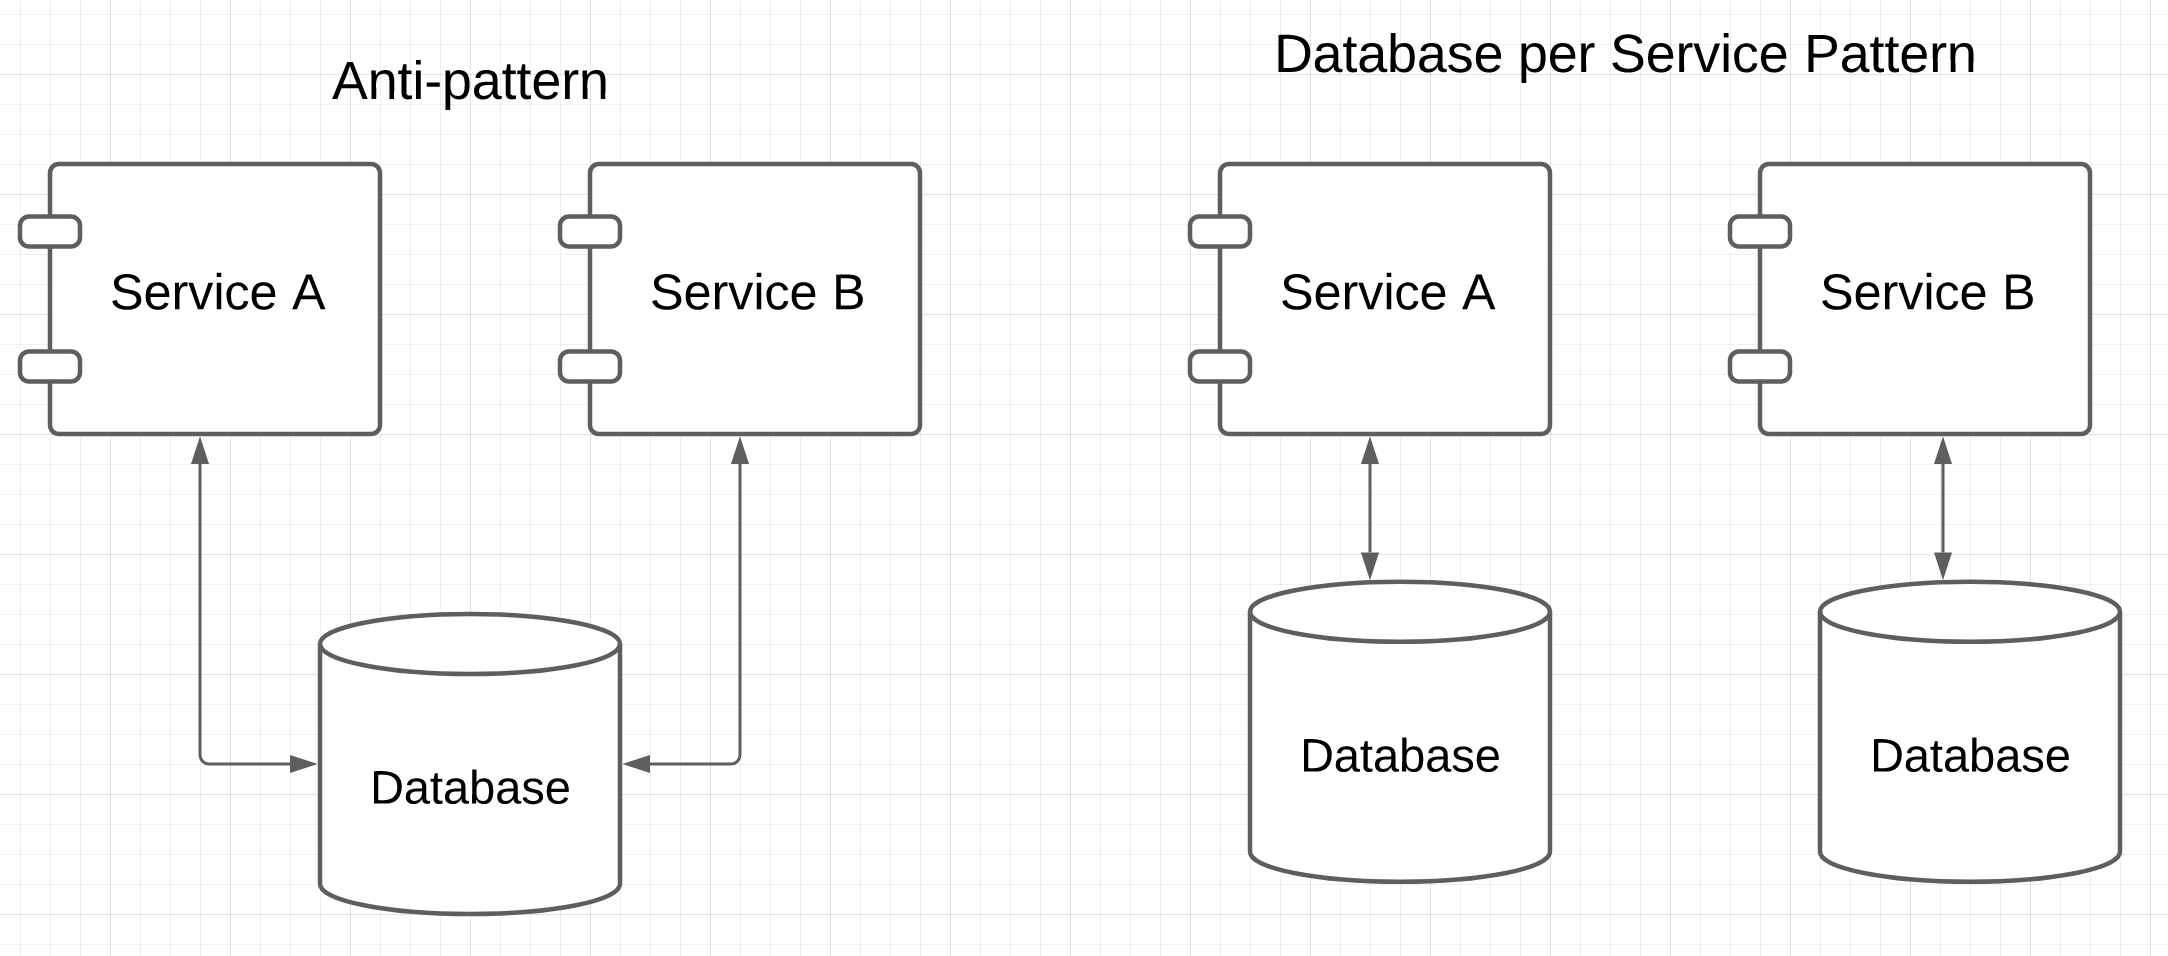 Anti-pattern
Service A
Service B
Database
Database per Service Pattern
Service A
Service B
Database
Database